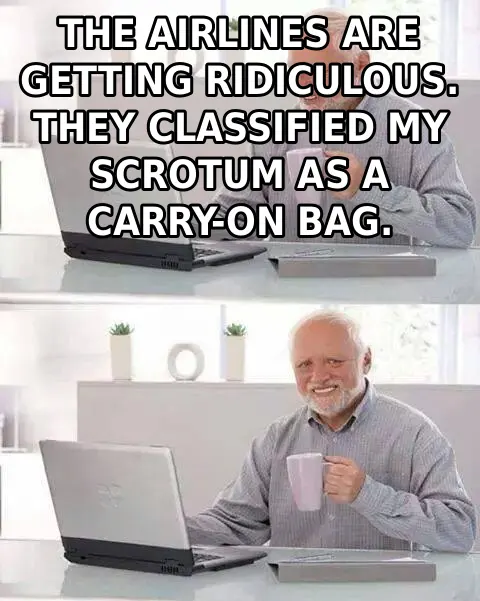 THE AIRLINES ARE
GETTING RIDICULOUS.
THEY CLASSIFIED MY
SCROTUM AS A
CARRY-ON BAG.